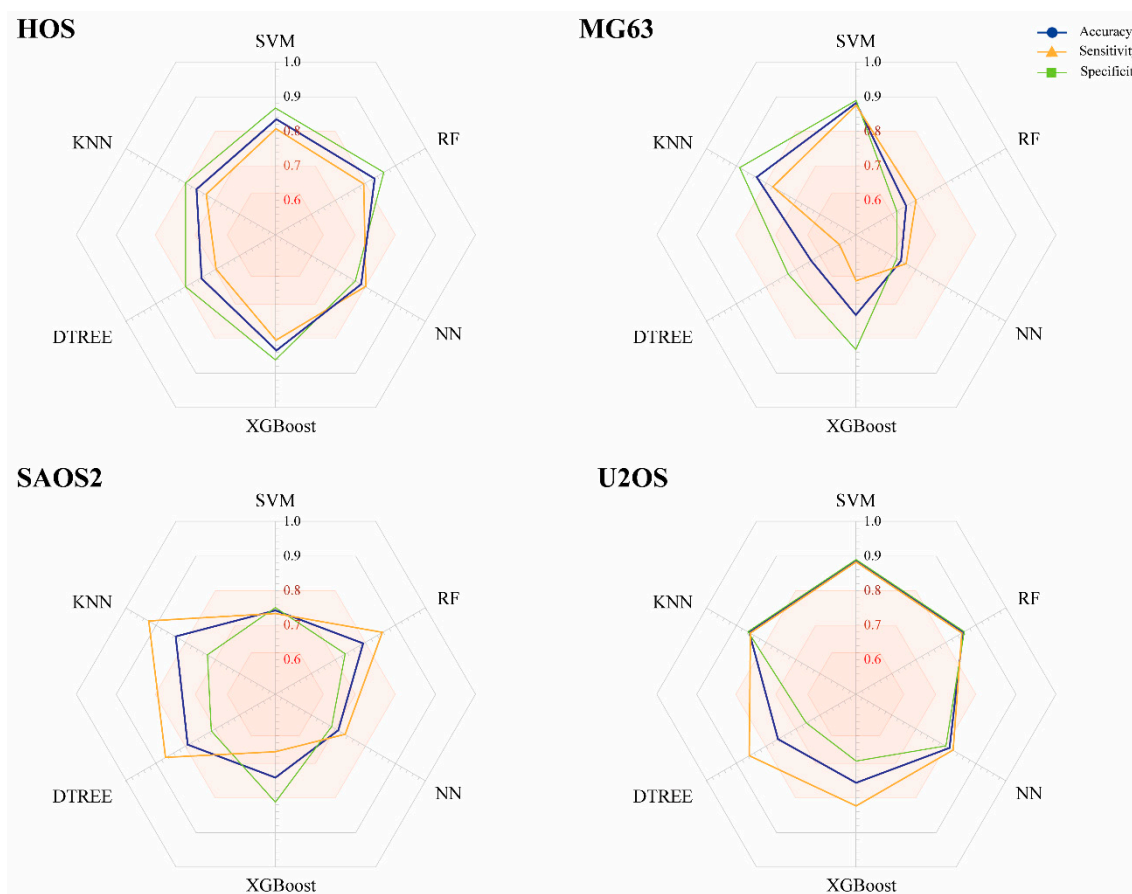 HOS
SVM
1.0
0.9
0.8
0.7
0.6
KNN
RF
DTREE
NN
XGBoost
MG63
SVM
1.0
0.9
0.8
0.7
0.6
KNN
RF
DTREE
NN
XGBoost
Accuracy
Sensitivity
Specificit
SAOS2
SVM
1.0
0.9
0.8
0.7
0.6
KNN
RF
DTREE
NN
XGBoost
U2OS
SVM
1.0
0.9
0.8
0.7
0.6
KNN
RF
DTREE
NN
XGBoost